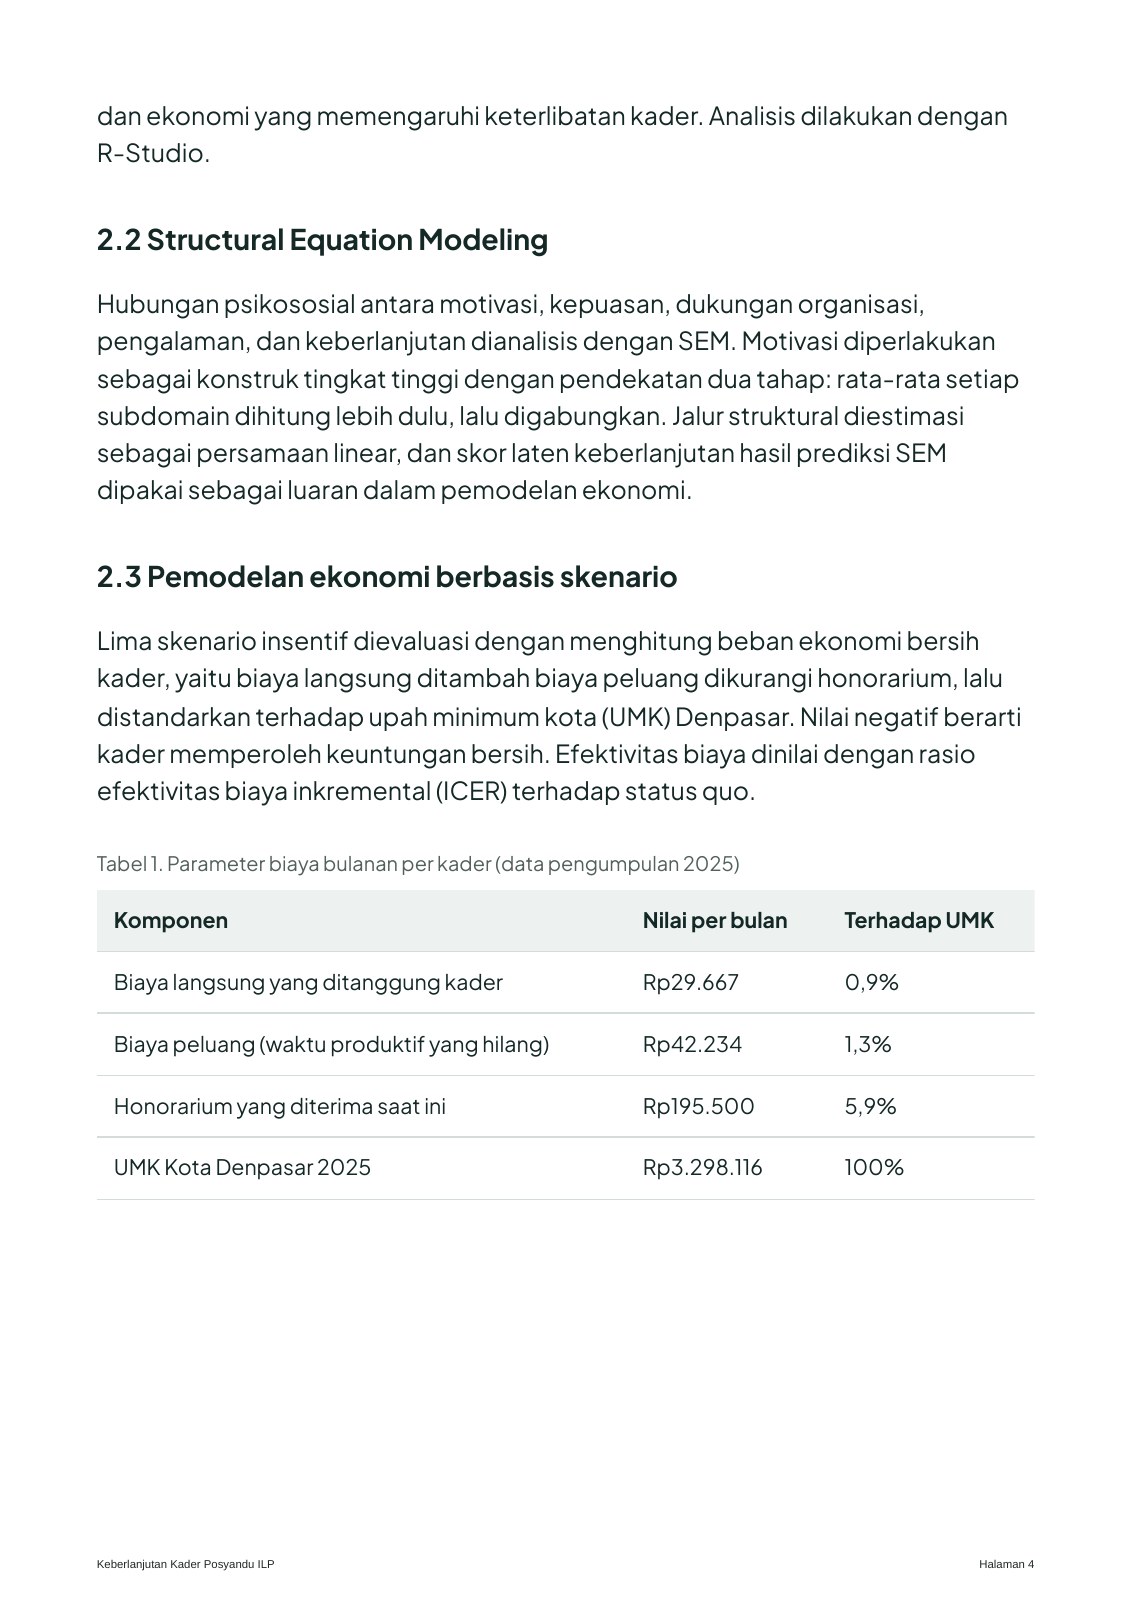 dan ekonomi yang memengaruhi keterlibatan kader. Analisis dilakukan dengan
R-Studio.
2.2 Structural Equation Modeling
Hubungan psikososial antara motivasi, kepuasan, dukungan organisasi,
pengalaman, dan keberlanjutan dianalisis dengan SEM. Motivasi diperlakukan
sebagai konstruk tingkat tinggi dengan pendekatan dua tahap: rata-rata setiap
subdomain dihitung lebih dulu, lalu digabungkan. Jalur struktural diestimasi
sebagai persamaan linear, dan skor laten keberlanjutan hasil prediksi SEM
dipakai sebagai luaran dalam pemodelan ekonomi.
2.3 Pemodelan ekonomi berbasis skenario
Lima skenario insentif dievaluasi dengan menghitung beban ekonomi bersih
kader, yaitu biaya langsung ditambah biaya peluang dikurangi honorarium, lalu
distandarkan terhadap upah minimum kota (UMK) Denpasar. Nilai negatif berarti
kader memperoleh keuntungan bersih. Efektivitas biaya dinilai dengan rasio
efektivitas biaya inkremental (ICER) terhadap status quo.
Tabel 1. Parameter biaya bulanan per kader (data pengumpulan 2025)
Komponen Nilai per bulan Terhadap UMK
Biaya langsung yang ditanggung kader Rp29.667 0,9%
Biaya peluang (waktu produktif yang hilang) Rp42.234 1,3%
Honorarium yang diterima saat ini Rp195.500 5,9%
UMK Kota Denpasar 2025 Rp3.298.116 100%
Keberlanjutan Kader Posyandu ILP Halaman 4